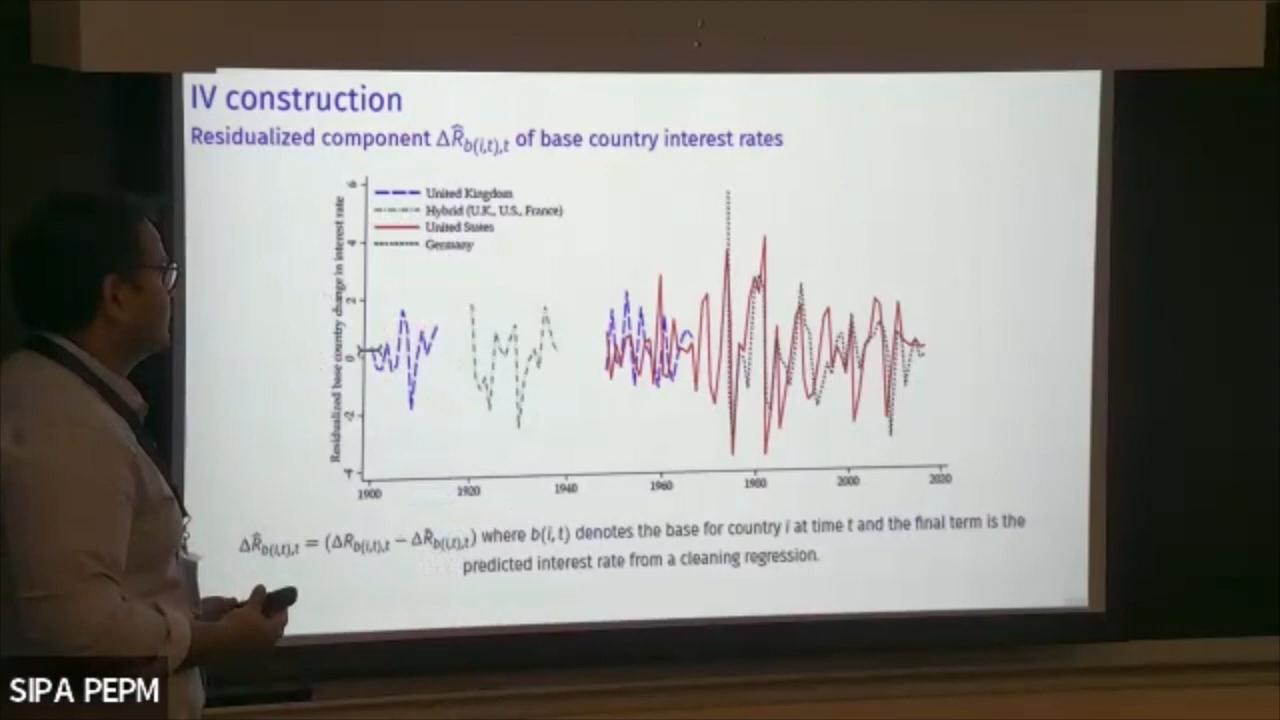 IV construction
Residualized component ΔR̂b(i,t),t of base country interest rates
Residualized base country change in interest rate
6
4
2
0
-2
-4
United Kingdom
Hybrid (U.K., U.S., France)
United States
Germany
1900 1920 1940 1960 1980 2000 2020
ΔR̂b(i,t),t = (ΔRb(i,t),t − ΔR̃b(i,t),t) where b(i, t) denotes the base for country i at time t and the final term is the
predicted interest rate from a cleaning regression.
SIPA PEPM